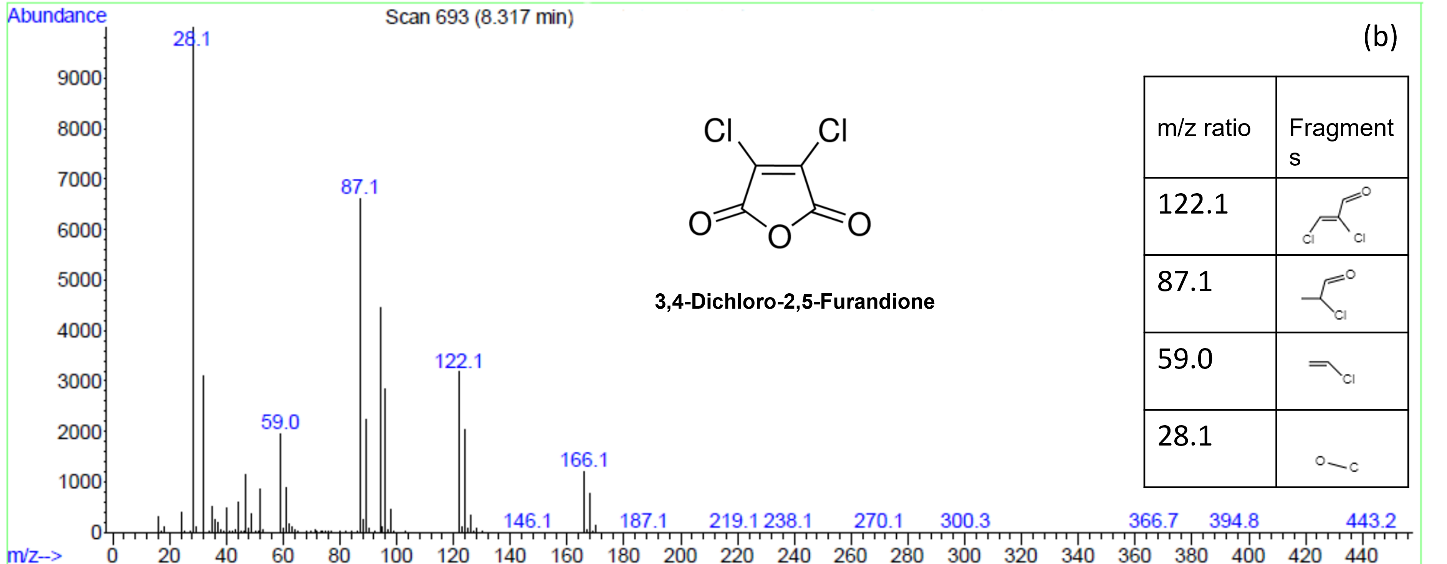 Abundance
Scan 693 (8.317 min)
(b)
28.1
9000
8000
7000
6000
5000
4000
3000
2000
1000
0
87.1
122.1
59.0
166.1
146.1
187.1
219.1
238.1
270.1
300.3
366.7
394.8
443.2
m/z-->
0 20 40 60 80 100 120 140 160 180 200 220 240 260 280 300 320 340 360 380 400 420 440
Cl Cl
O O
O
3,4-Dichloro-2,5-Furandione
m/z ratio Fragment
s
122.1
O
Cl Cl
87.1
O
Cl
59.0
Cl
28.1
O C